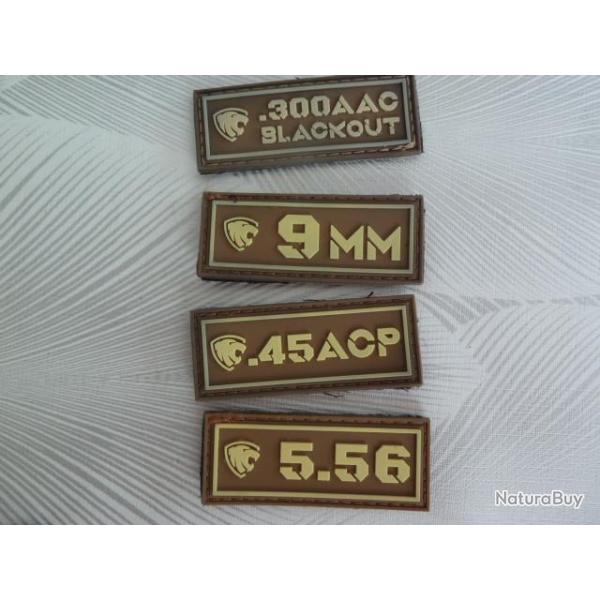 .300AAC
BLACKOUT
9MM
.45ACP
5.56
NaturaBuy